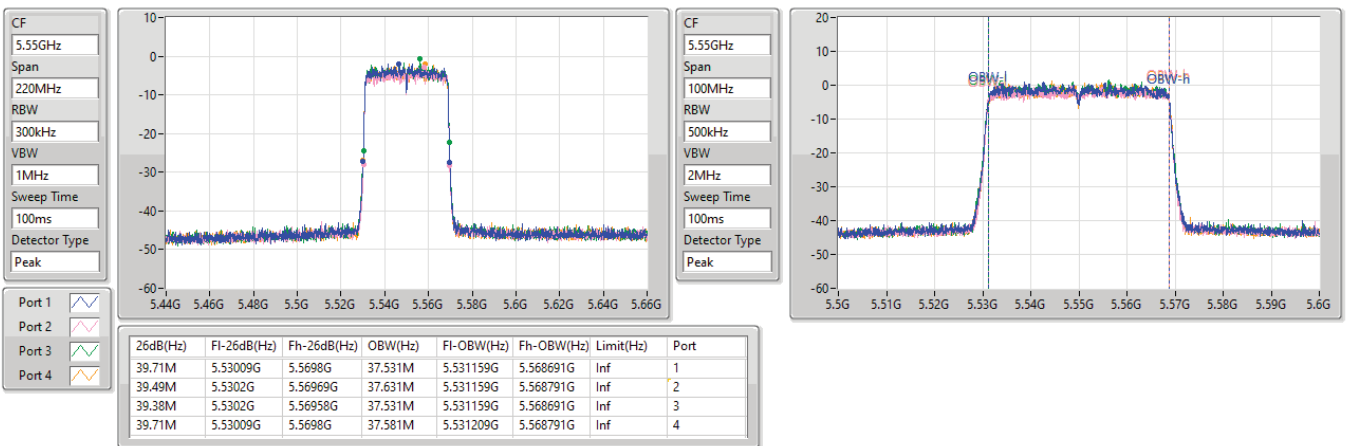 CF
5.55GHz
Span
220MHz
RBW
300kHz
VBW
1MHz
Sweep Time
100ms
Detector Type
Peak
10
0
-10
-20
-30
-40
-50
-60
5.44G 5.46G 5.48G 5.5G 5.52G 5.54G 5.56G 5.58G 5.6G 5.62G 5.64G 5.66G
CF
5.55GHz
Span
100MHz
RBW
500kHz
VBW
2MHz
Sweep Time
100ms
Detector Type
Peak
20
10
0
-10
-20
-30
-40
-50
-60
OBW-l
OBW-h
5.5G 5.51G 5.52G 5.53G 5.54G 5.55G 5.56G 5.57G 5.58G 5.59G 5.6G
Port 1
Port 2
Port 3
Port 4
26dB(Hz) Fl-26dB(Hz) Fh-26dB(Hz) OBW(Hz) Fl-OBW(Hz) Fh-OBW(Hz) Limit(Hz) Port
39.71M 5.53009G 5.5698G 37.531M 5.531159G 5.568691G Inf 1
39.49M 5.5302G 5.56969G 37.631M 5.531159G 5.568791G Inf 2
39.38M 5.5302G 5.56958G 37.531M 5.531159G 5.568691G Inf 3
39.71M 5.53009G 5.5698G 37.581M 5.531209G 5.568791G Inf 4